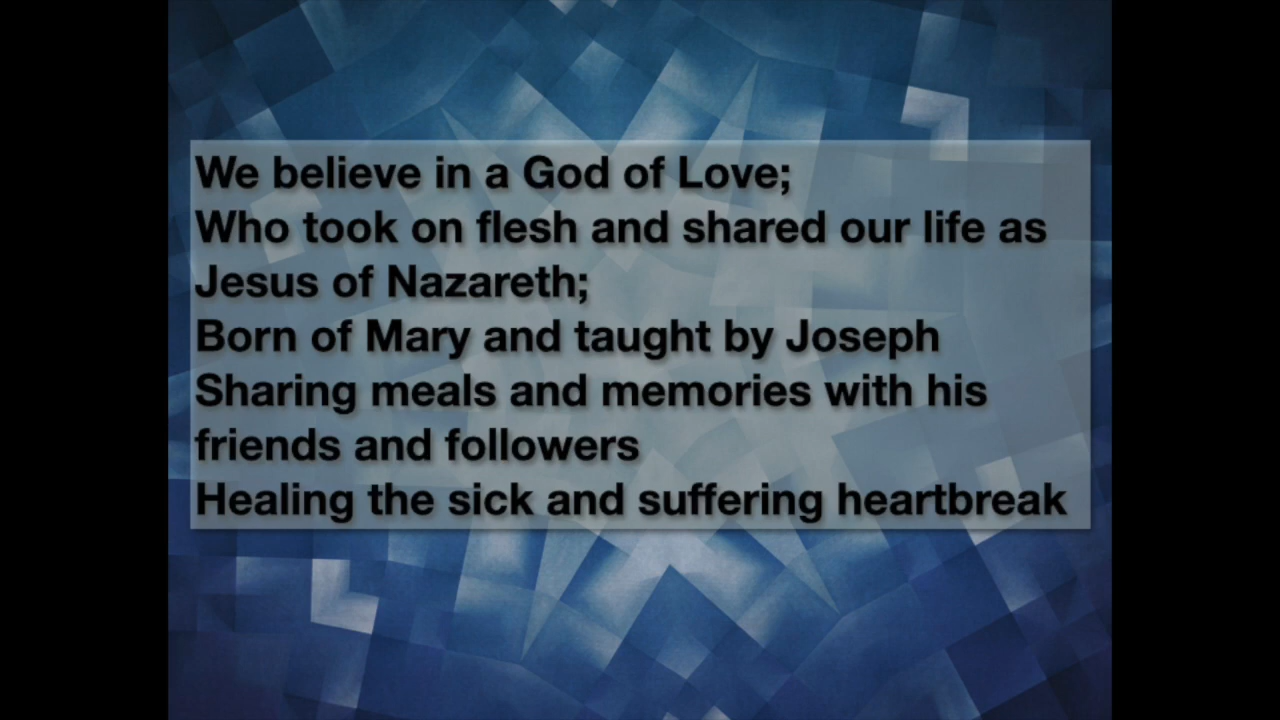 We believe in a God of Love;
Who took on flesh and shared our life as
Jesus of Nazareth;
Born of Mary and taught by Joseph
Sharing meals and memories with his
friends and followers
Healing the sick and suffering heartbreak